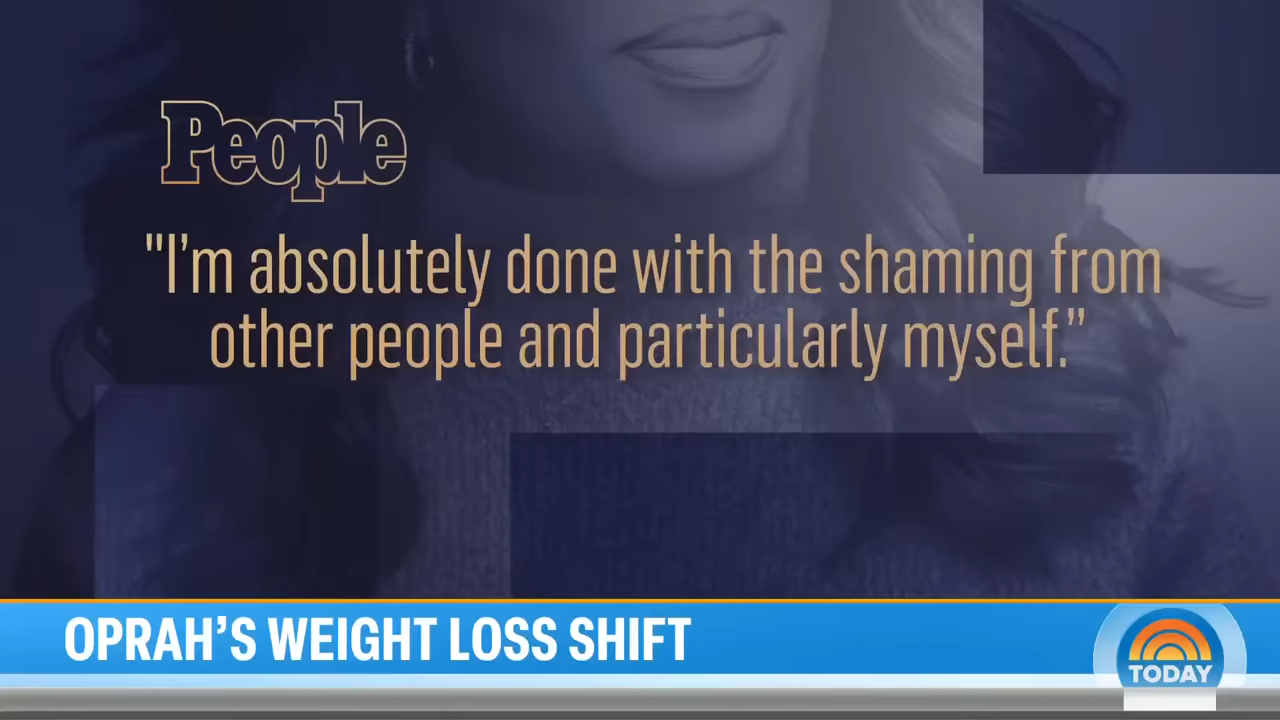 People
"I'm absolutely done with the shaming from
other people and particularly myself.”
OPRAH’S WEIGHT LOSS SHIFT
TODAY